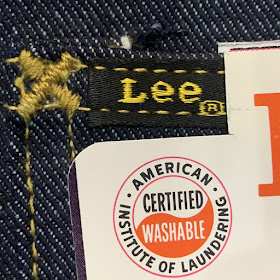 Lee®
· AMERICAN ·
INSTITUTE OF LAUNDERING
CERTIFIED
WASHABLE